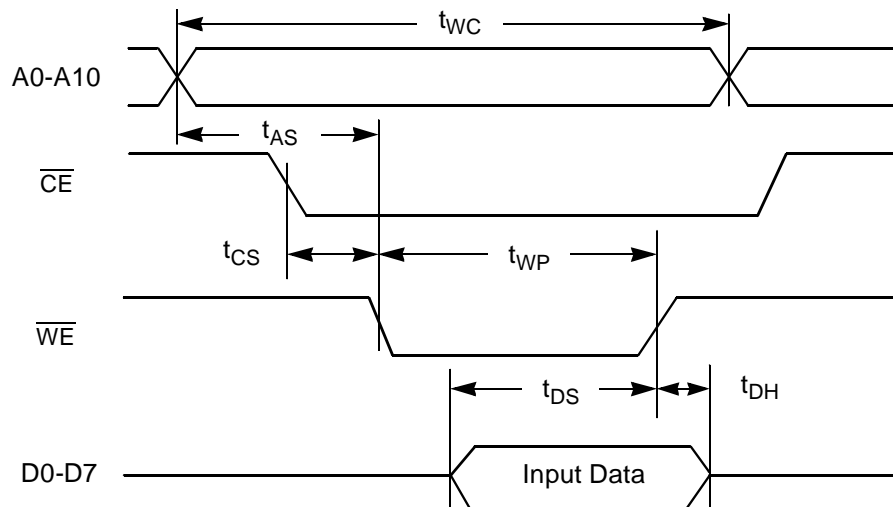 tWC
A0-A10
tAS
CE
tCS
tWP
WE
tDS
tDH
D0-D7
Input Data